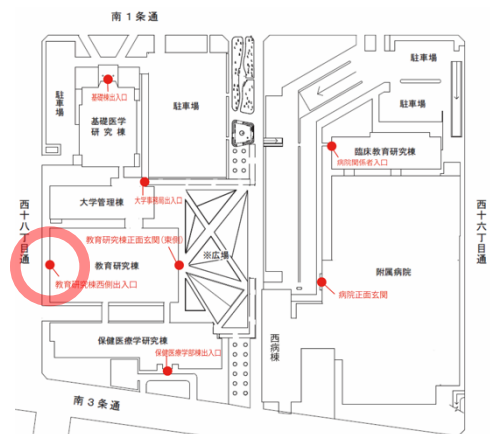 南1条通
駐車場
基礎棟出入口
基礎医学
研究棟
駐車場
駐車場
駐車場
臨床教育研究棟
病院関係者入口
大学管理棟
大学事務局出入口
西十八丁目通
教育研究棟正面玄関(東側)
教育研究棟
教育研究棟西側出入口
※広場
西十六丁目通
附属病院
病院正面玄関
西病棟
保健医療学研究棟
保健医療学部棟出入口
南3条通